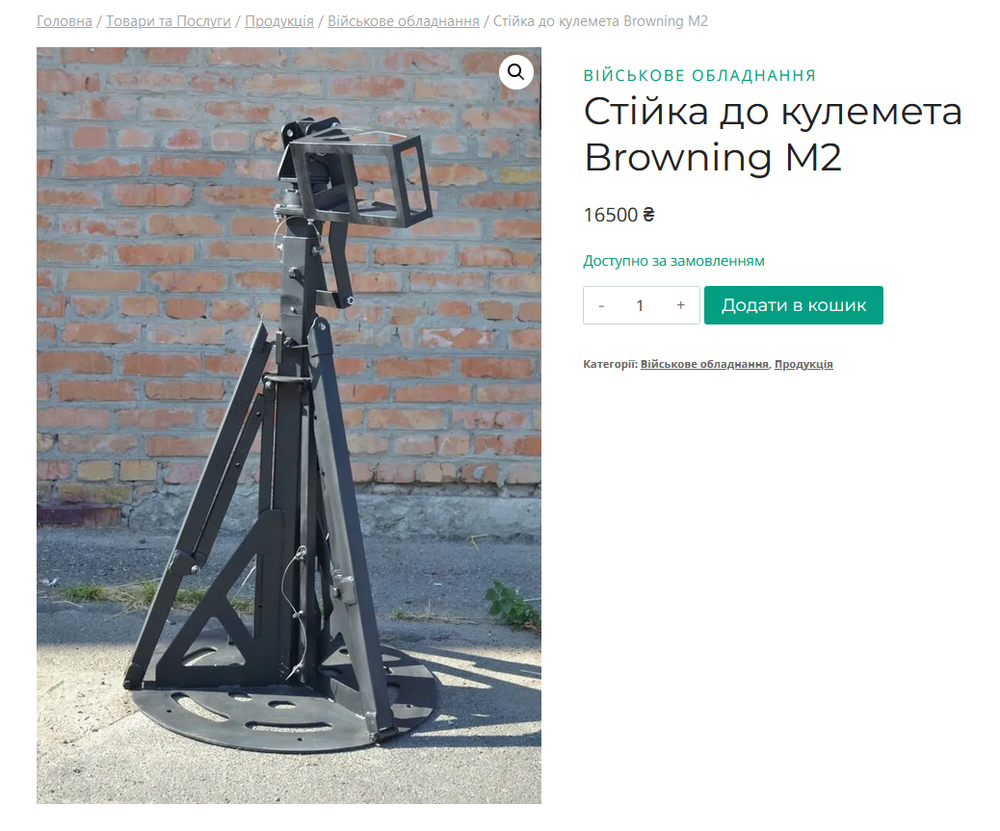 Головна / Товари та Послуги / Продукція / Військове обладнання / Стійка до кулемета Browning M2
ВІЙСЬКОВЕ ОБЛАДНАННЯ
Стійка до кулемета
Browning M2
16500 ₴
Доступно за замовленням
- 1 +
Додати в кошик
Категорії: Військове обладнання, Продукція